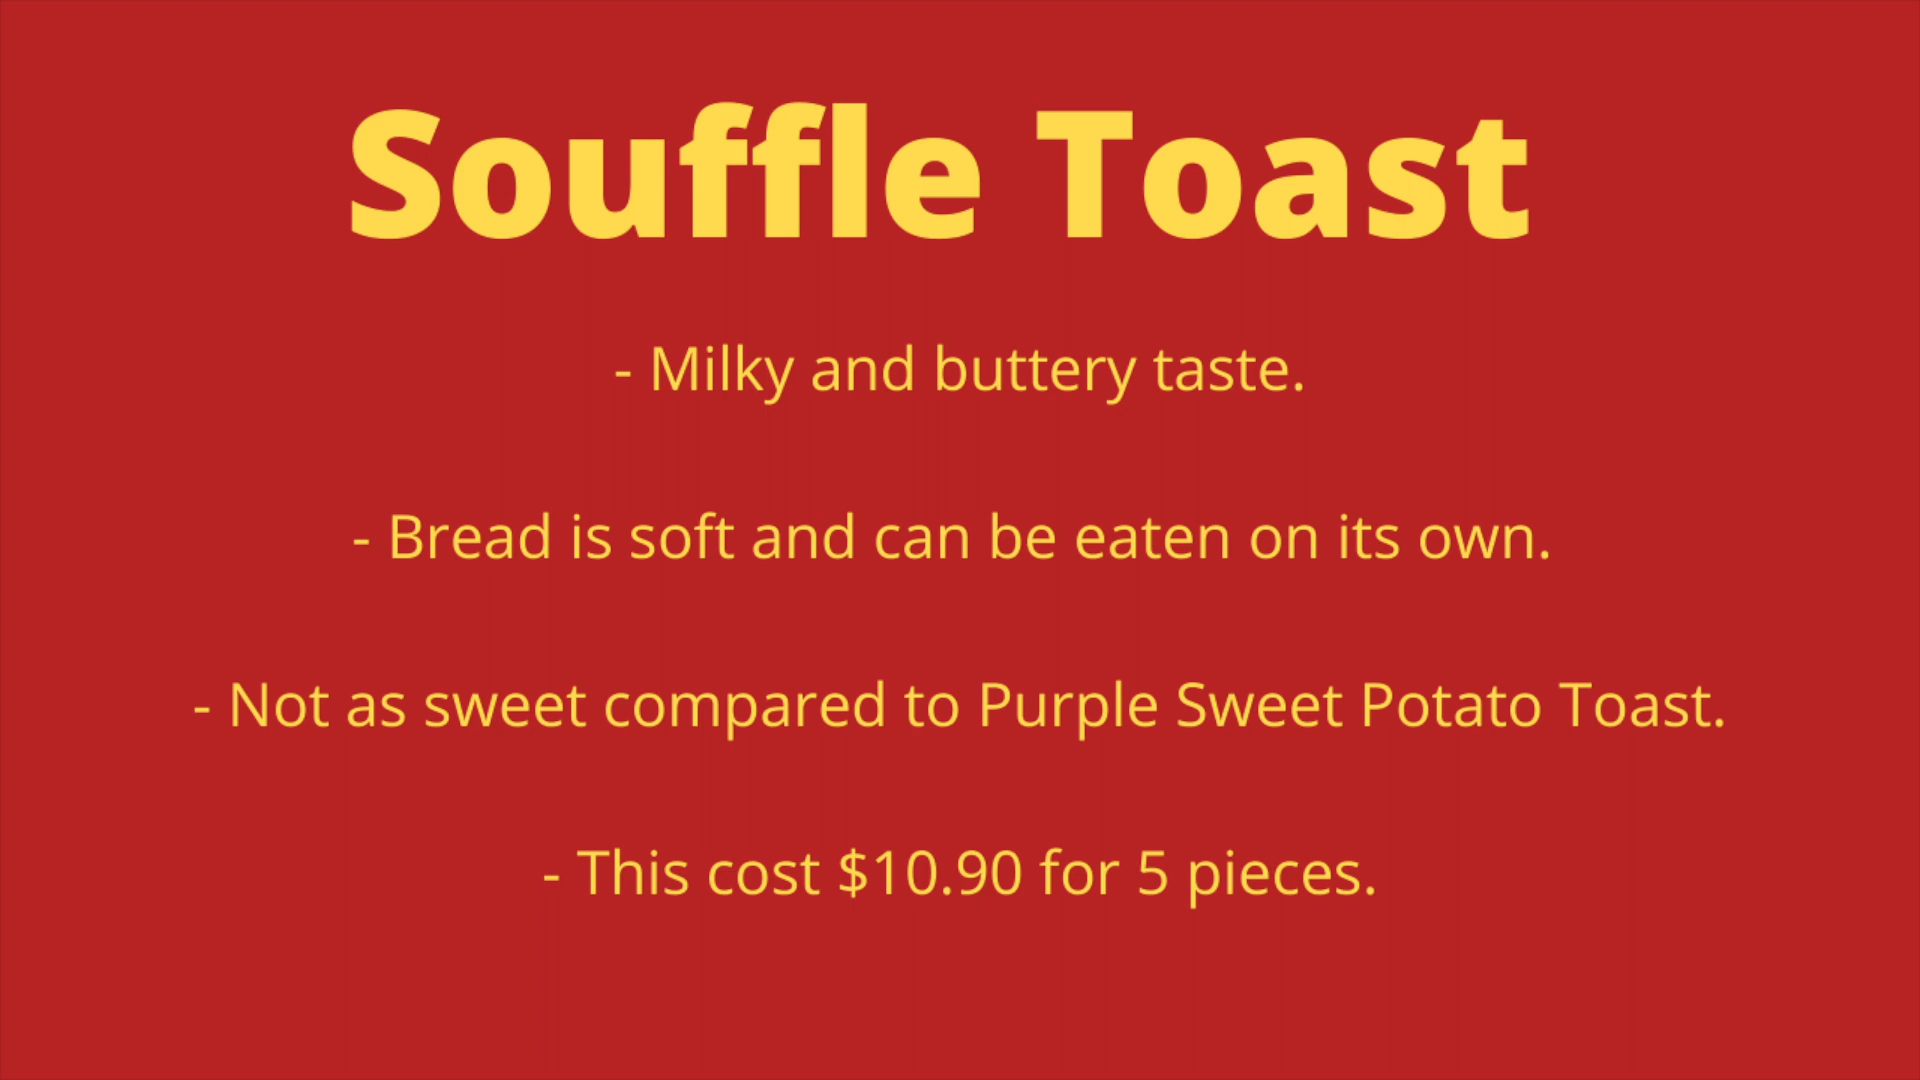 Souffle Toast
- Milky and buttery taste.
- Bread is soft and can be eaten on its own.
- Not as sweet compared to Purple Sweet Potato Toast.
- This cost $10.90 for 5 pieces.